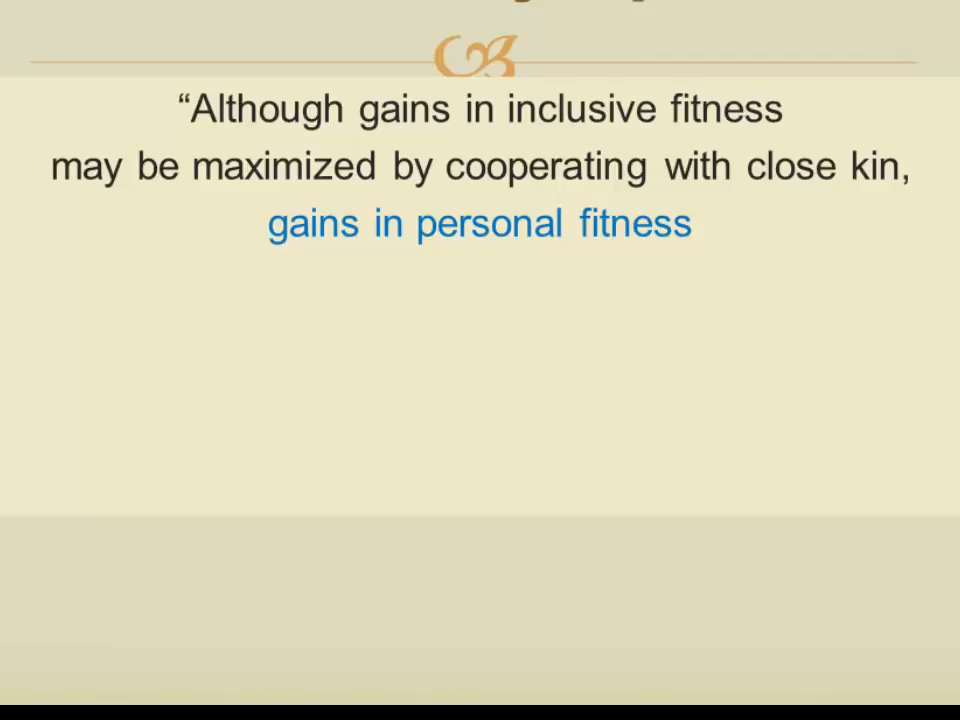 “Although gains in inclusive fitness
may be maximized by cooperating with close kin,
gains in personal fitness